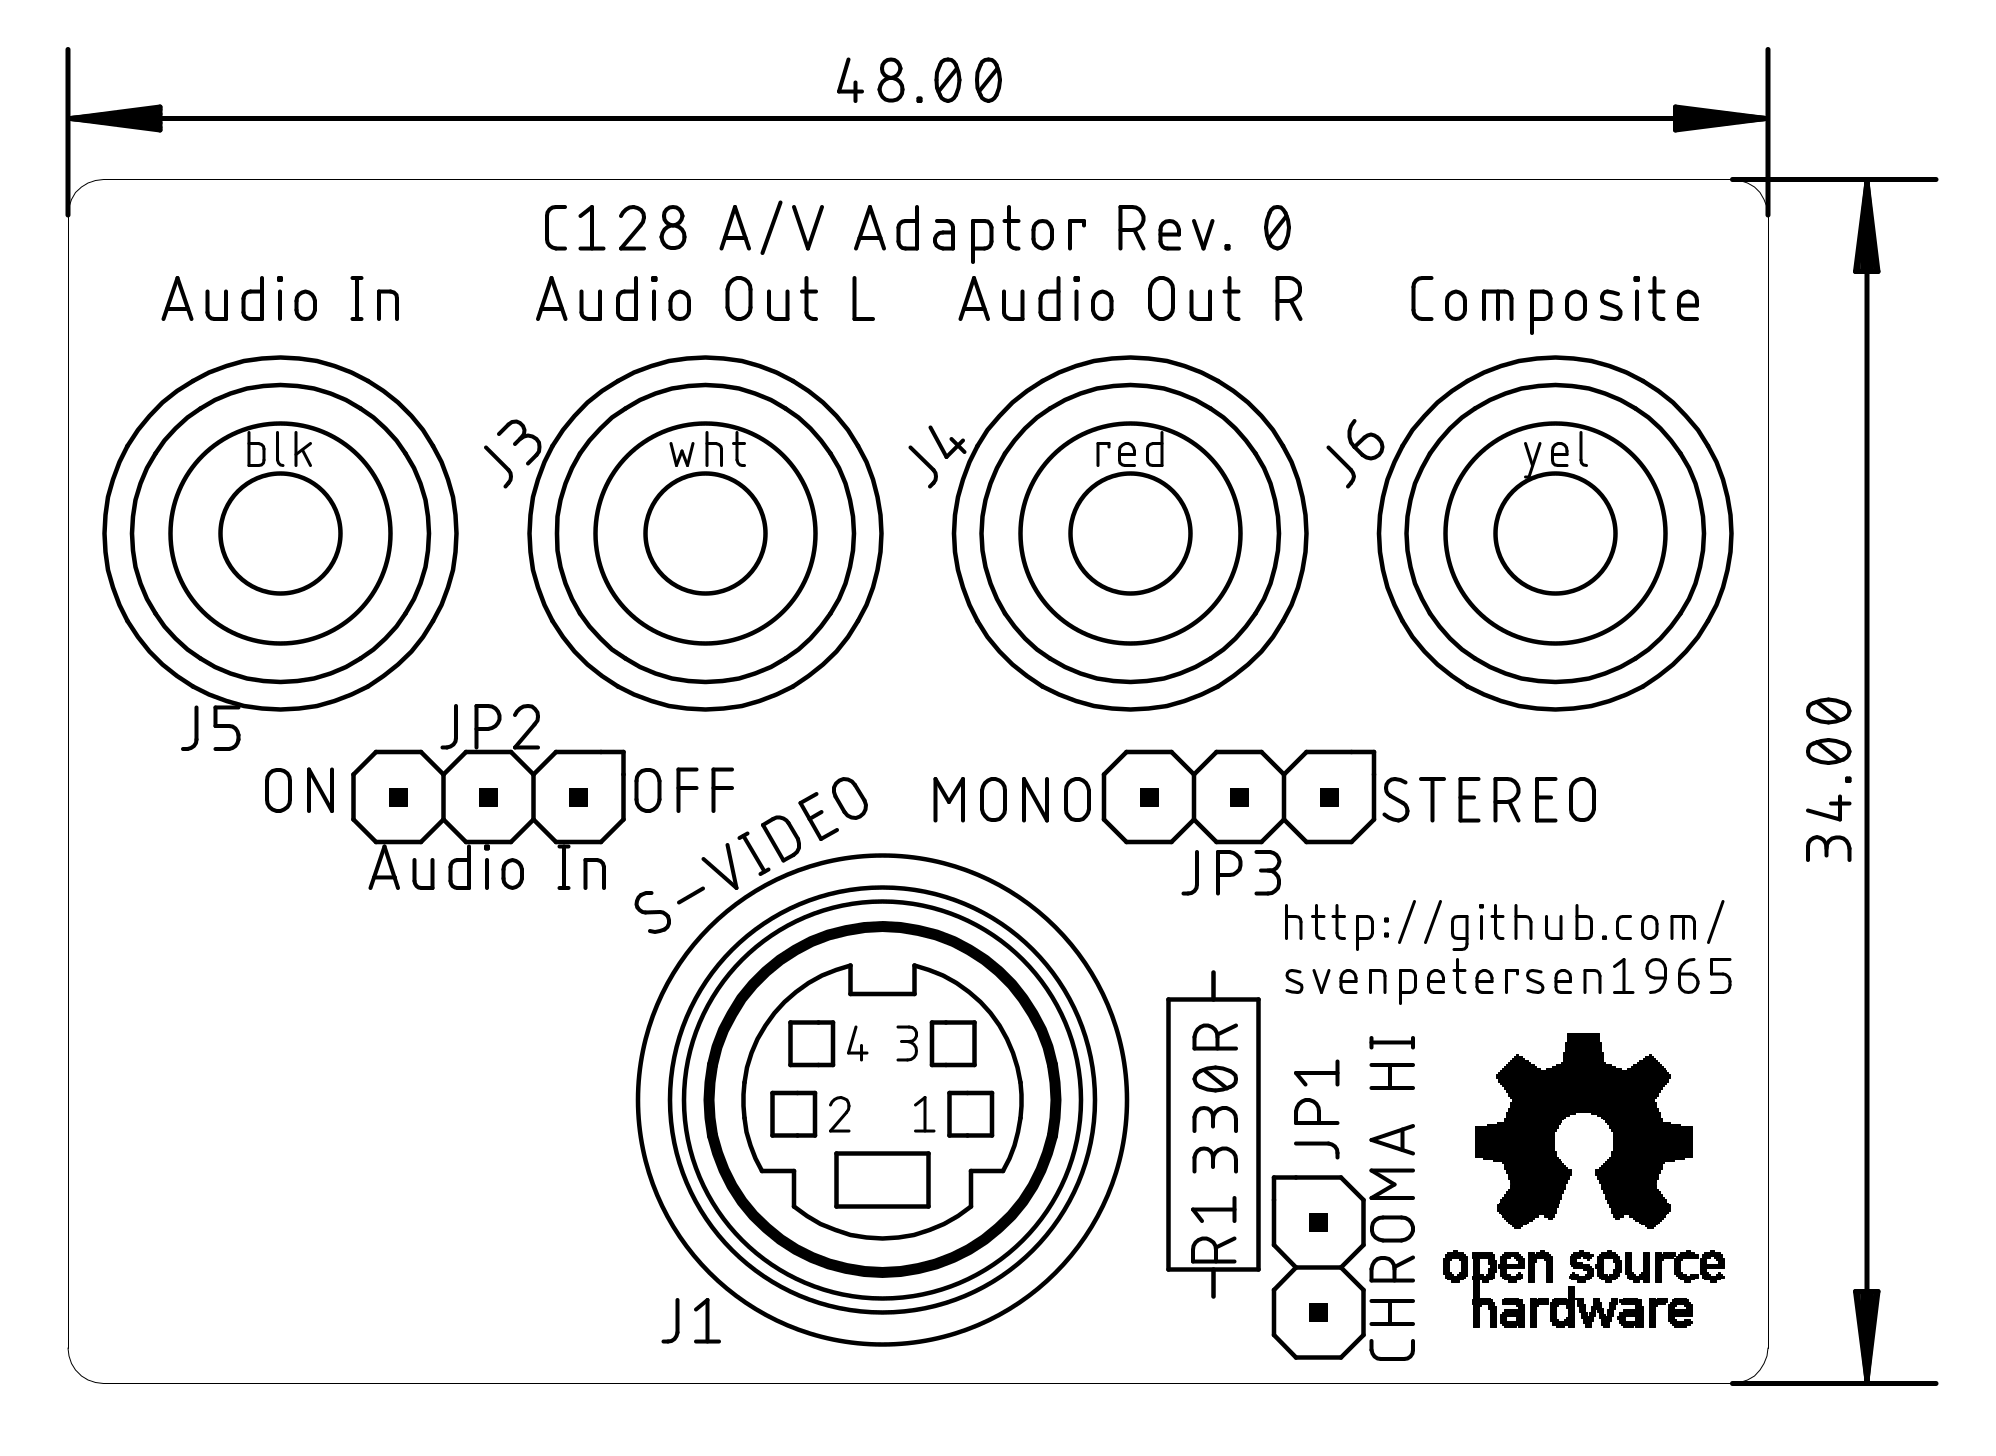 48.00
C128 A/V Adaptor Rev. 0
Audio In
Audio Out L
Audio Out R
Composite
blk
wht
red
yel
J3
J4
J6
J5
JP2
ON
OFF
Audio In
MONO
STEREO
JP3
34.00
S-VIDEO
http://github.com/
svenpetersen1965
4 3
2 1
J1
R1 330R
JP1
CHROMA HI
open source
hardware